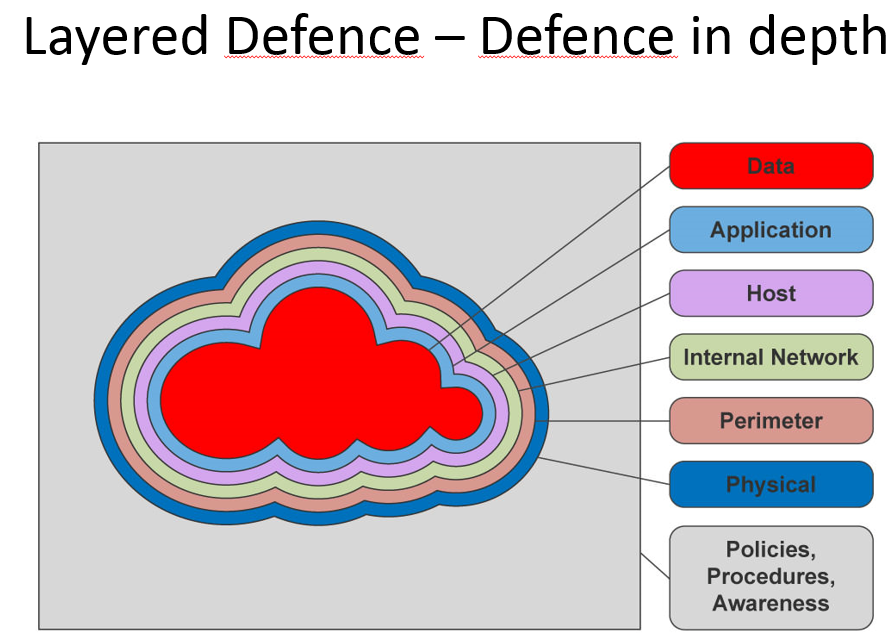 Layered Defence – Defence in depth
Data
Application
Host
Internal Network
Perimeter
Physical
Policies,
Procedures,
Awareness